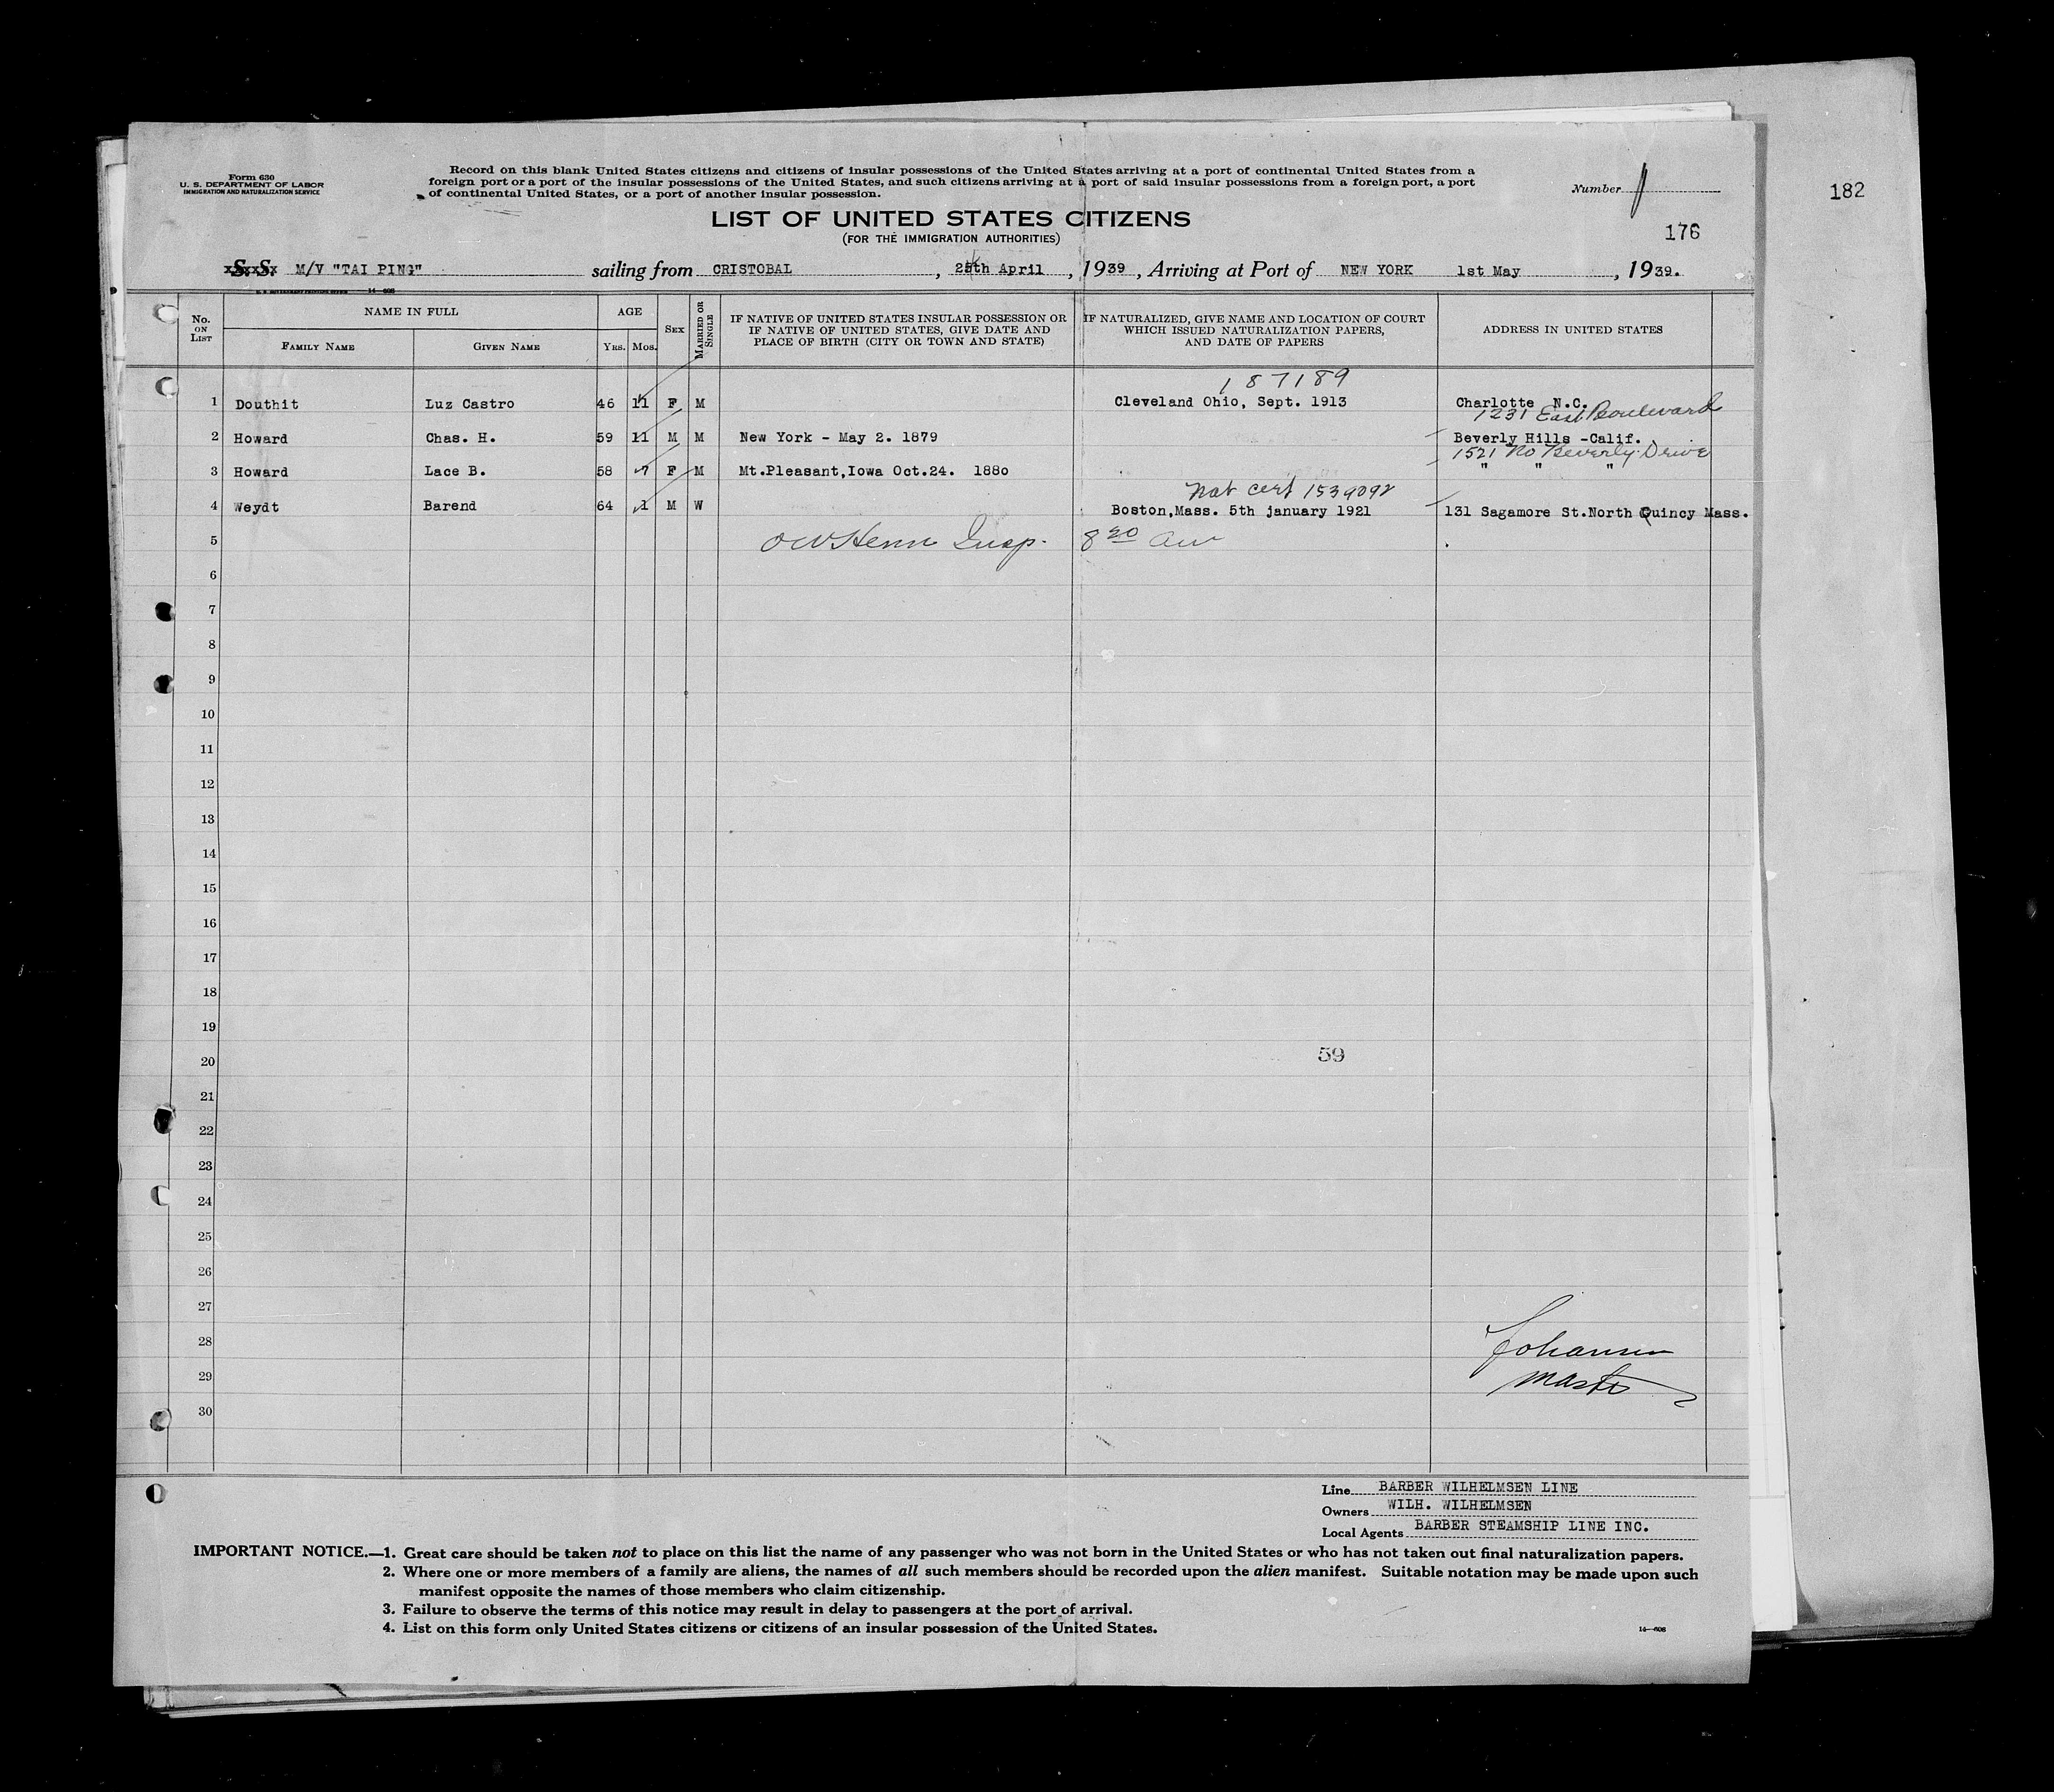 Form 630
U. S. DEPARTMENT OF LABOR
IMMIGRATION AND NATURALIZATION SERVICE
Record on this blank United States citizens and citizens of insular possessions of the United States arriving at a port of continental United States from a
foreign port or a port of the insular possessions of the United States, and such citizens arriving at a port of said insular possessions from a foreign port, a port
of continental United States, or a port of another insular possession.
Number 1
182
LIST OF UNITED STATES CITIZENS
(FOR THE IMMIGRATION AUTHORITIES)
176
S. S. M/V "TAI PING" sailing from CRISTOBAL, 24th April, 1939, Arriving at Port of NEW YORK 1st May, 1939.
14—608
No. ON LIST
NAME IN FULL
FAMILY NAME
GIVEN NAME
AGE
YRS.
MOS.
SEX
MARRIED OR SINGLE
IF NATIVE OF UNITED STATES INSULAR POSSESSION OR
IF NATIVE OF UNITED STATES, GIVE DATE AND
PLACE OF BIRTH (CITY OR TOWN AND STATE)
IF NATURALIZED, GIVE NAME AND LOCATION OF COURT
WHICH ISSUED NATURALIZATION PAPERS,
AND DATE OF PAPERS
ADDRESS IN UNITED STATES
187189
1 Douthit Luz Castro 46 11 F M Cleveland Ohio, Sept. 1913 Charlotte N.C.
1231 East Boulevard
2 Howard Chas. H. 59 11 M M New York - May 2. 1879 Beverly Hills -Calif.
1521 No Beverly Drive
3 Howard Lace B. 58 7 F M Mt.Pleasant,Iowa Oct.24. 1880 " " "
Nat cert 1539092
4 Weydt Barend 64 1 M W Boston,Mass. 5th january 1921 131 Sagamore St.North Quincy Mass.
5 Insp. 8 20 am
6
7
8
9
10
11
12
13
14
15
16
17
18
19
20
59
21
22
23
24
25
26
27
28 Johansen
29 Master
30
Line BARBER WILHELMSEN LINE
Owners WILH. WILHELMSEN
Local Agents BARBER STEAMSHIP LINE INC.
IMPORTANT NOTICE.—1. Great care should be taken not to place on this list the name of any passenger who was not born in the United States or who has not taken out final naturalization papers.
2. Where one or more members of a family are aliens, the names of all such members should be recorded upon the alien manifest. Suitable notation may be made upon such
manifest opposite the names of those members who claim citizenship.
3. Failure to observe the terms of this notice may result in delay to passengers at the port of arrival.
4. List on this form only United States citizens or citizens of an insular possession of the United States.
14—608